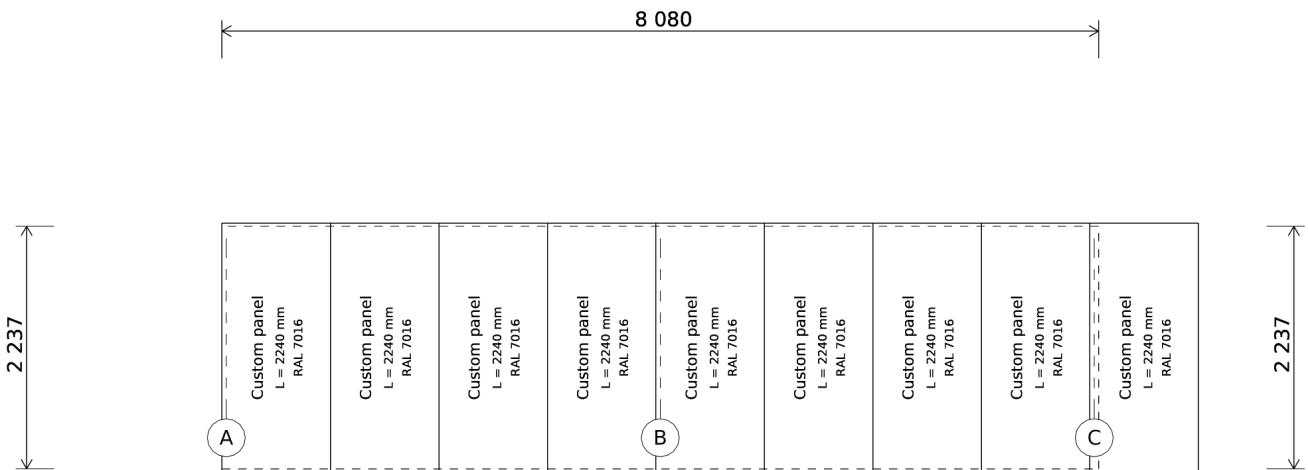 8 080
2 237
Custom panel
L = 2240 mm
RAL 7016
Custom panel
L = 2240 mm
RAL 7016
Custom panel
L = 2240 mm
RAL 7016
Custom panel
L = 2240 mm
RAL 7016
Custom panel
L = 2240 mm
RAL 7016
Custom panel
L = 2240 mm
RAL 7016
Custom panel
L = 2240 mm
RAL 7016
Custom panel
L = 2240 mm
RAL 7016
Custom panel
L = 2240 mm
RAL 7016
2 237
A
B
C